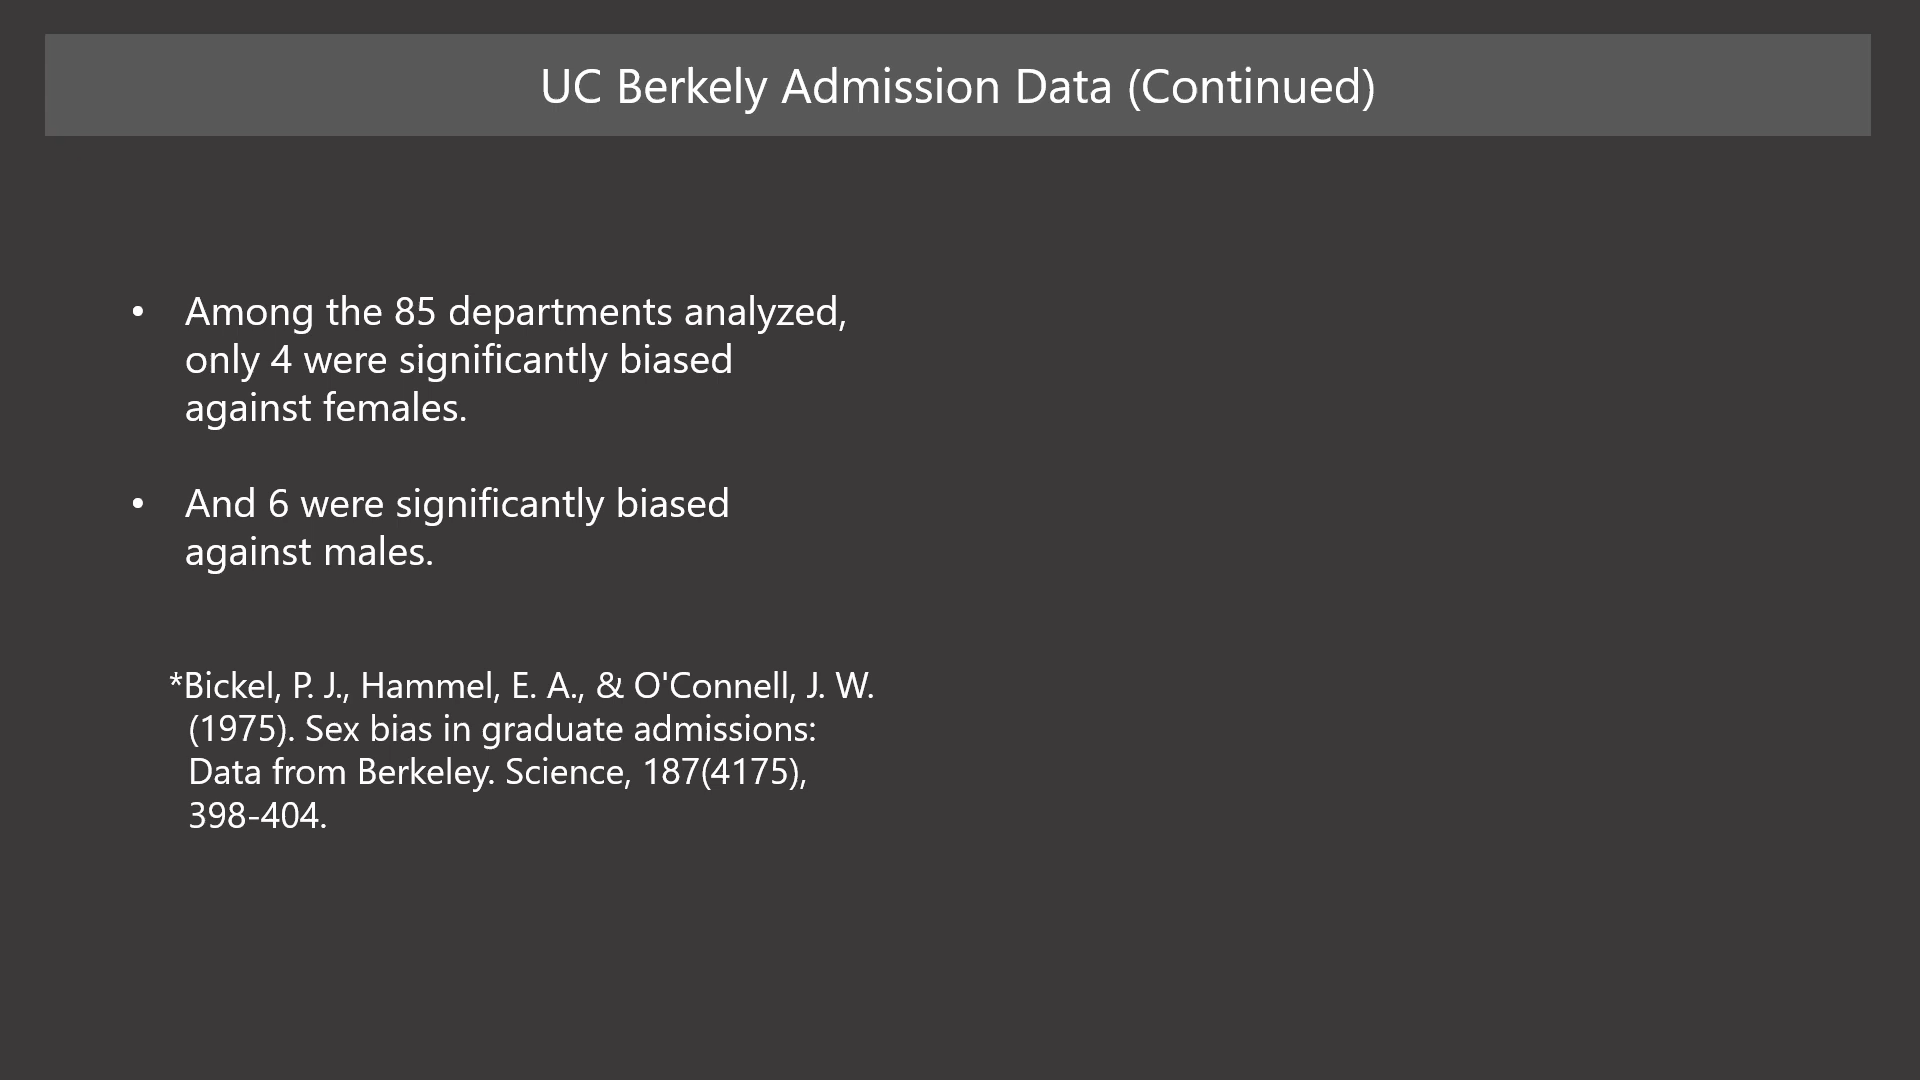 UC Berkely Admission Data (Continued)
• Among the 85 departments analyzed,
only 4 were significantly biased
against females.
• And 6 were significantly biased
against males.
*Bickel, P. J., Hammel, E. A., & O'Connell, J. W.
(1975). Sex bias in graduate admissions:
Data from Berkeley. Science, 187(4175),
398-404.